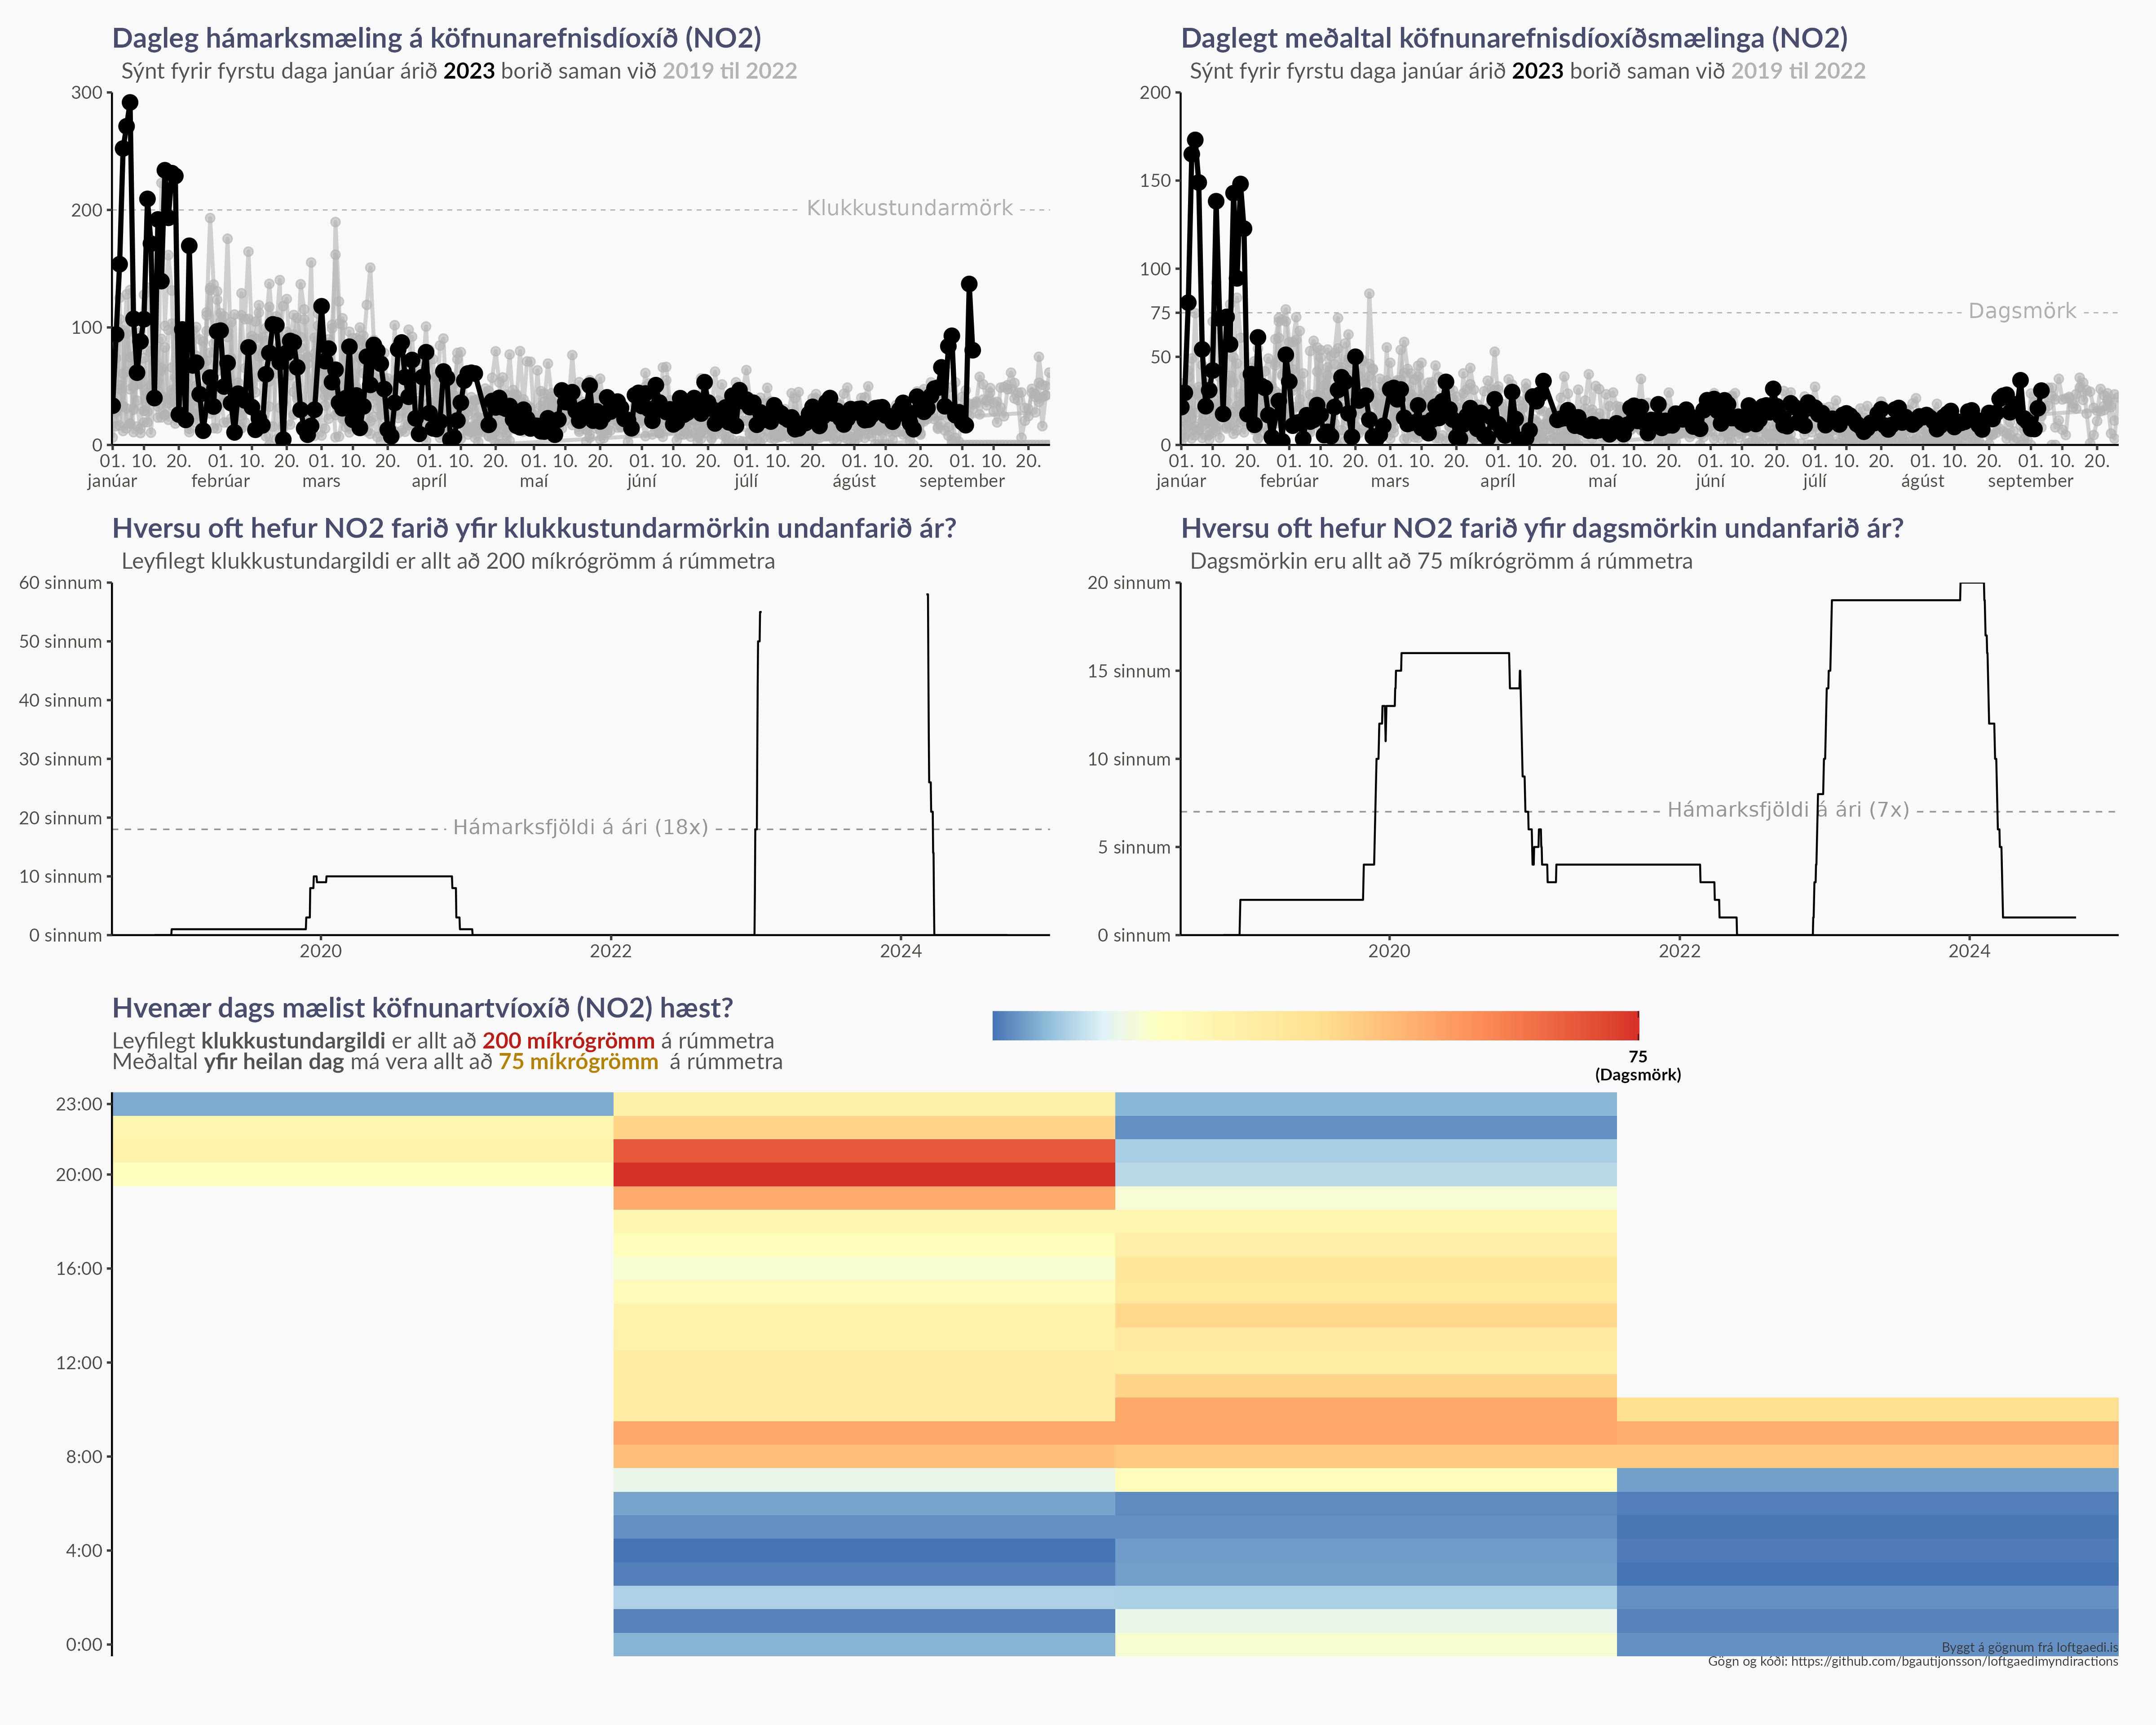 Dagleg hámarksmæling á köfnunarefnisdíoxíð (NO2)
Sýnt fyrir fyrstu daga janúar árið 2023 borið saman við 2019 til 2022
300
200
100
0
Klukkustundarmörk
01. 10. 20. 01. 10. 20. 01. 10. 20. 01. 10. 20. 01. 10. 20. 01. 10. 20. 01. 10. 20. 01. 10. 20. 01. 10. 20.
janúar febrúar mars apríl maí júní júlí ágúst september
Daglegt meðaltal köfnunarefnisdíoxíðsmælinga (NO2)
Sýnt fyrir fyrstu daga janúar árið 2023 borið saman við 2019 til 2022
200
150
100
75
50
0
Dagsmörk
01. 10. 20. 01. 10. 20. 01. 10. 20. 01. 10. 20. 01. 10. 20. 01. 10. 20. 01. 10. 20. 01. 10. 20. 01. 10. 20.
janúar febrúar mars apríl maí júní júlí ágúst september
Hversu oft hefur NO2 farið yfir klukkustundarmörkin undanfarið ár?
Leyfilegt klukkustundargildi er allt að 200 míkrógrömm á rúmmetra
60 sinnum
50 sinnum
40 sinnum
30 sinnum
20 sinnum
10 sinnum
0 sinnum
Hámarksfjöldi á ári (18x)
2020 2022 2024
Hversu oft hefur NO2 farið yfir dagsmörkin undanfarið ár?
Dagsmörkin eru allt að 75 míkrógrömm á rúmmetra
20 sinnum
15 sinnum
10 sinnum
5 sinnum
0 sinnum
Hámarksfjöldi á ári (7x)
2020 2022 2024
Hvenær dags mælist köfnunartvíoxíð (NO2) hæst?
Leyfilegt klukkustundargildi er allt að 200 míkrógrömm á rúmmetra
Meðaltal yfir heilan dag má vera allt að 75 míkrógrömm á rúmmetra
75
(Dagsmörk)
23:00
20:00
16:00
12:00
8:00
4:00
0:00
Byggt á gögnum frá loftgaedi.is
Gögn og kóði: https://github.com/bgautijonsson/loftgaedimyndiractions